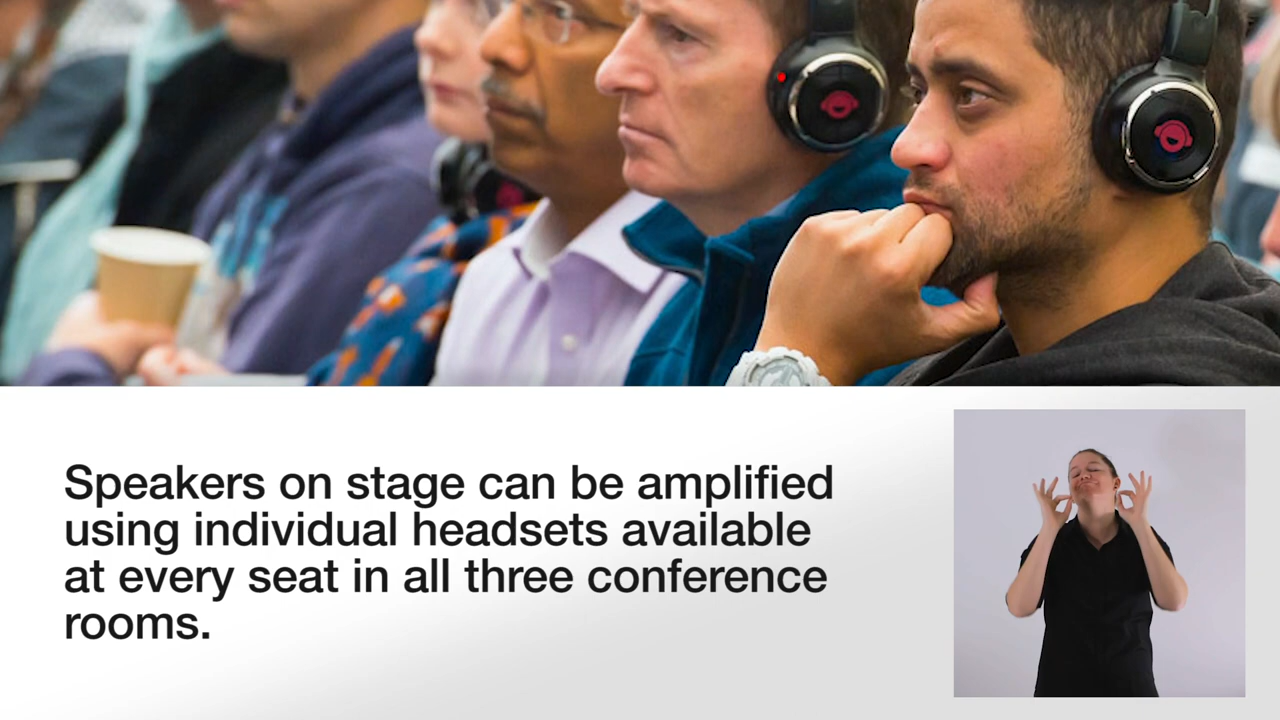 Speakers on stage can be amplified
using individual headsets available
at every seat in all three conference
rooms.